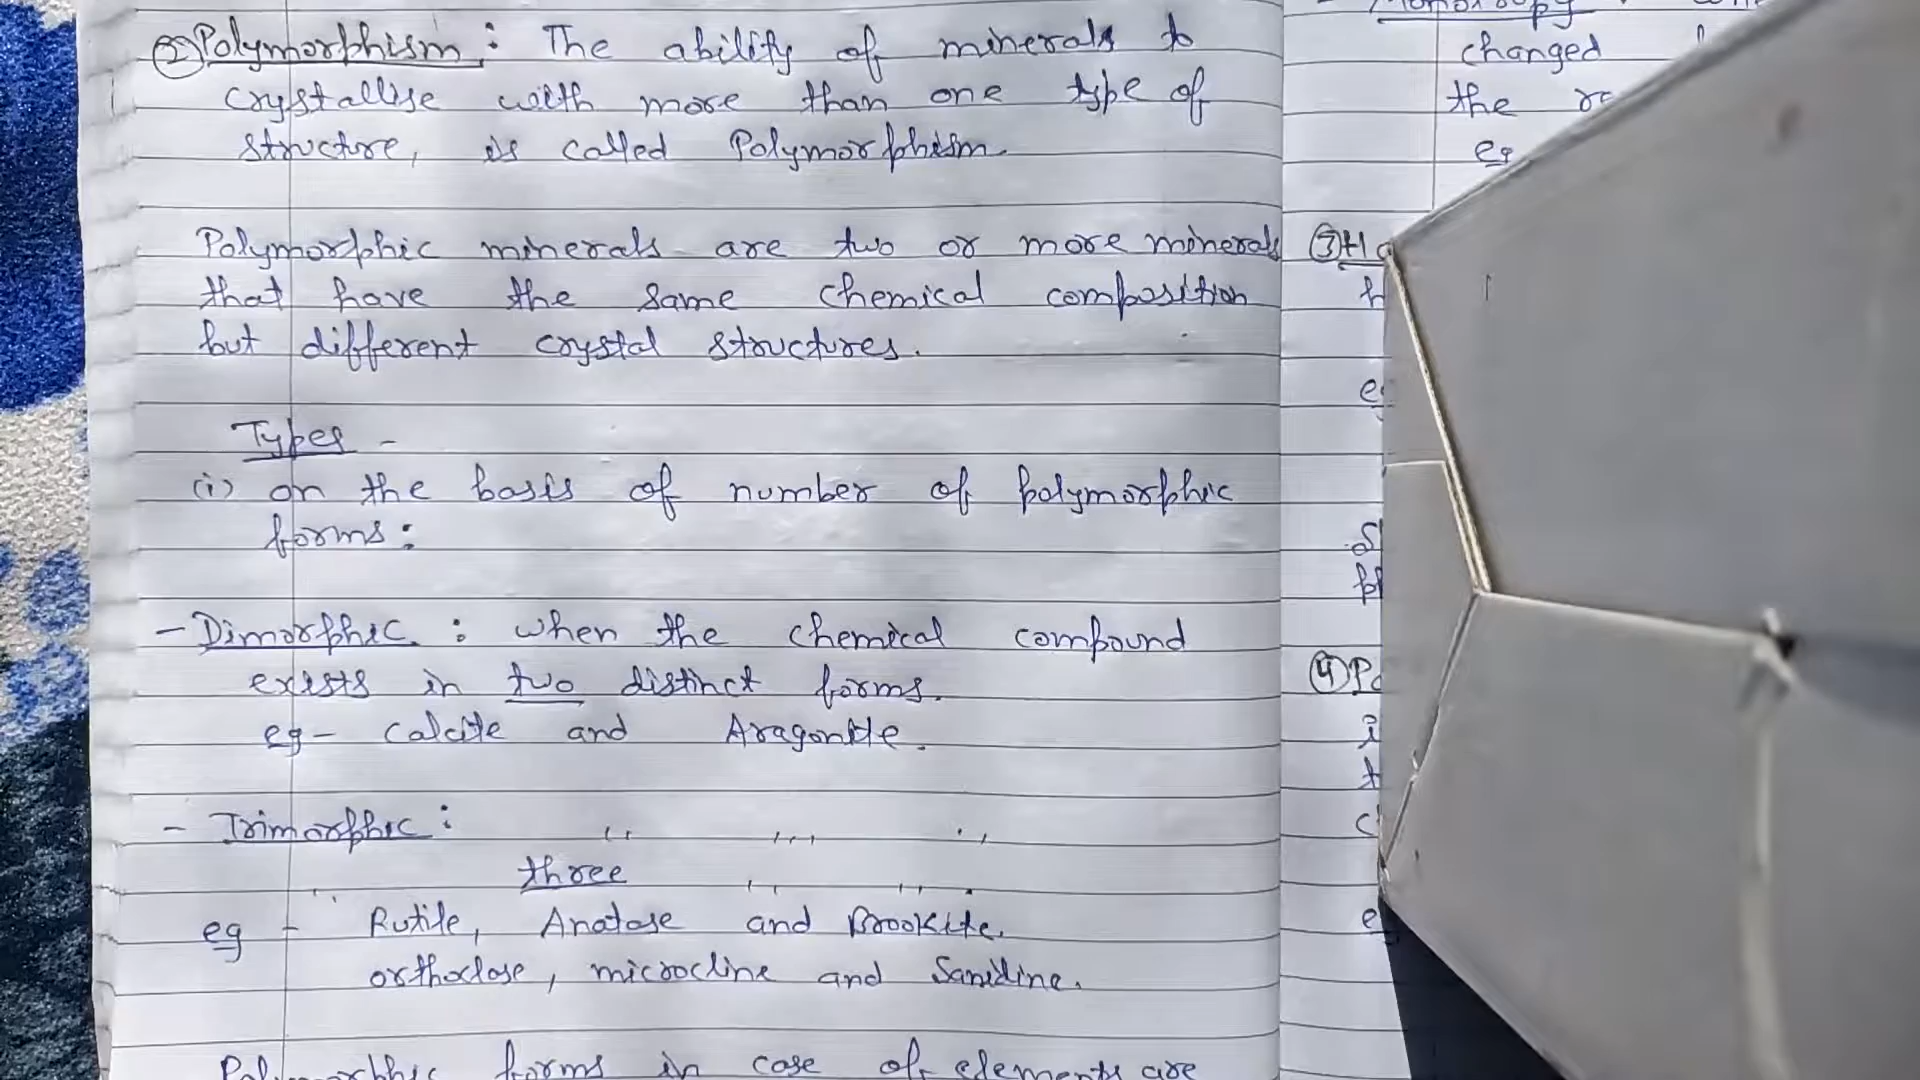 ② Polymorphism : The ability of minerals to
crystallise with more than one type of
structure, is called Polymorphism.
Polymorphic minerals are two or more minerals
that have the same chemical composition
but different crystal structures.
Types -
(i) on the basis of number of polymorphic
forms :
- Dimorphic : when the chemical compound
exists in two distinct forms.
eg - Calcite and Aragonite.
- Trimorphic : ,, ,,, ,,
three ,, ,, .
eg - Rutile, Anatase and Brookite.
orthoclase, microcline and Sanidine.
Polymorphic forms in case of elements are
changed
the
eg
③
④